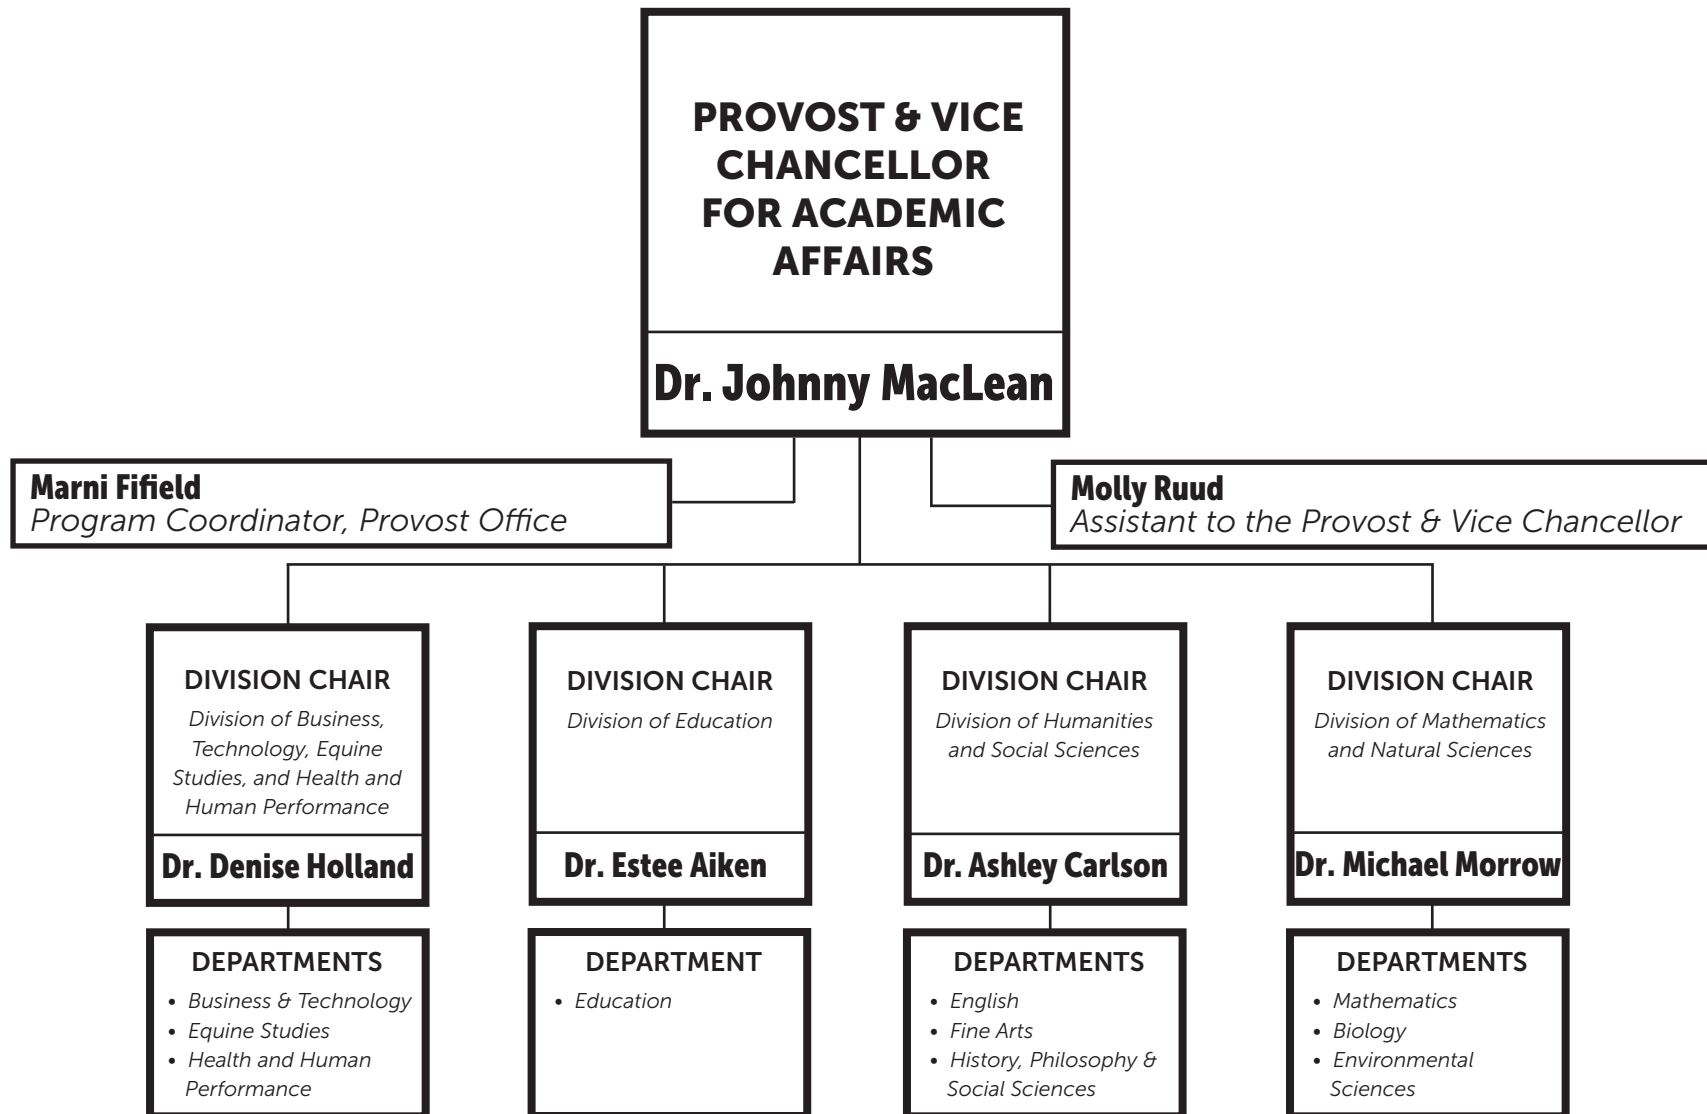 PROVOST & VICE
CHANCELLOR
FOR ACADEMIC
AFFAIRS
Dr. Johnny MacLean
Marni Fifield
Program Coordinator, Provost Office
Molly Ruud
Assistant to the Provost & Vice Chancellor
DIVISION CHAIR
Division of Business,
Technology, Equine
Studies, and Health and
Human Performance
Dr. Denise Holland
DIVISION CHAIR
Division of Education
Dr. Estee Aiken
DIVISION CHAIR
Division of Humanities
and Social Sciences
Dr. Ashley Carlson
DIVISION CHAIR
Division of Mathematics
and Natural Sciences
Dr. Michael Morrow
DEPARTMENTS
• Business & Technology
• Equine Studies
• Health and Human
Performance
DEPARTMENT
• Education
DEPARTMENTS
• English
• Fine Arts
• History, Philosophy &
Social Sciences
DEPARTMENTS
• Mathematics
• Biology
• Environmental
Sciences